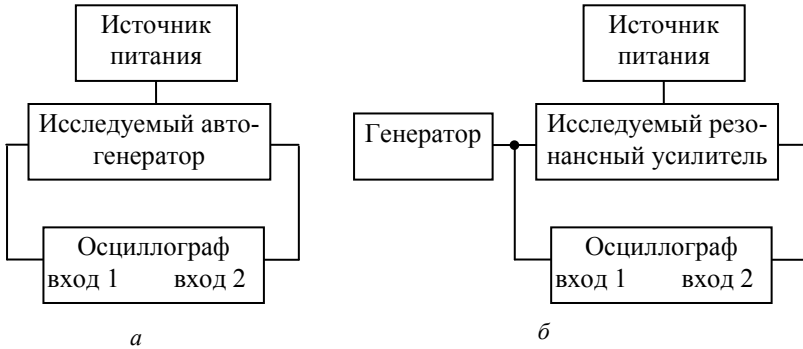 Источник
питания
Исследуемый авто-
генератор
Осциллограф
вход 1 вход 2
а
Источник
питания
Генератор
Исследуемый резо-
нансный усилитель
Осциллограф
вход 1 вход 2
б